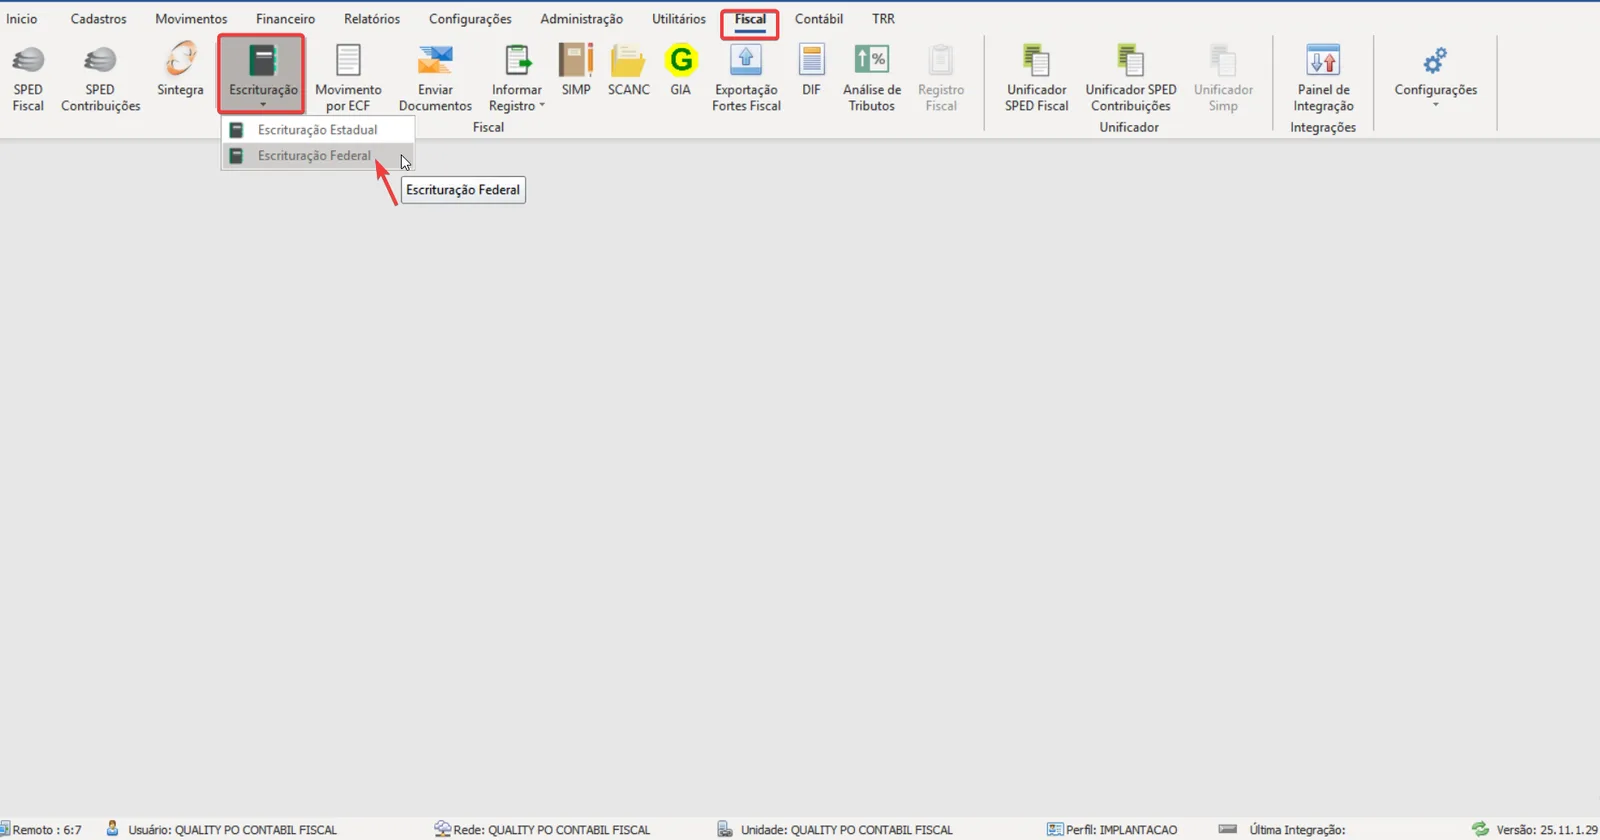 Inicio Cadastros Movimentos Financeiro Relatórios Configurações Administração Utilitários Fiscal Contábil TRR
SPED Fiscal
SPED Contribuições
Sintegra
Escrituração
Movimento por ECF
Enviar Documentos
Informar Registro
SIMP
SCANC
G
GIA
Exportação Fortes Fiscal
DIF
%
Análise de Tributos
Registro Fiscal
Fiscal
Unificador SPED Fiscal
Unificador SPED Contribuições
Unificador Simp
Unificador
Painel de Integração
Integrações
Configurações
Escrituração Estadual
Escrituração Federal
Escrituração Federal
Remoto : 6:7 Usuário: QUALITY PO CONTABIL FISCAL Rede: QUALITY PO CONTABIL FISCAL Unidade: QUALITY PO CONTABIL FISCAL Perfil: IMPLANTACAO Última Integração: Versão: 25.11.1.29